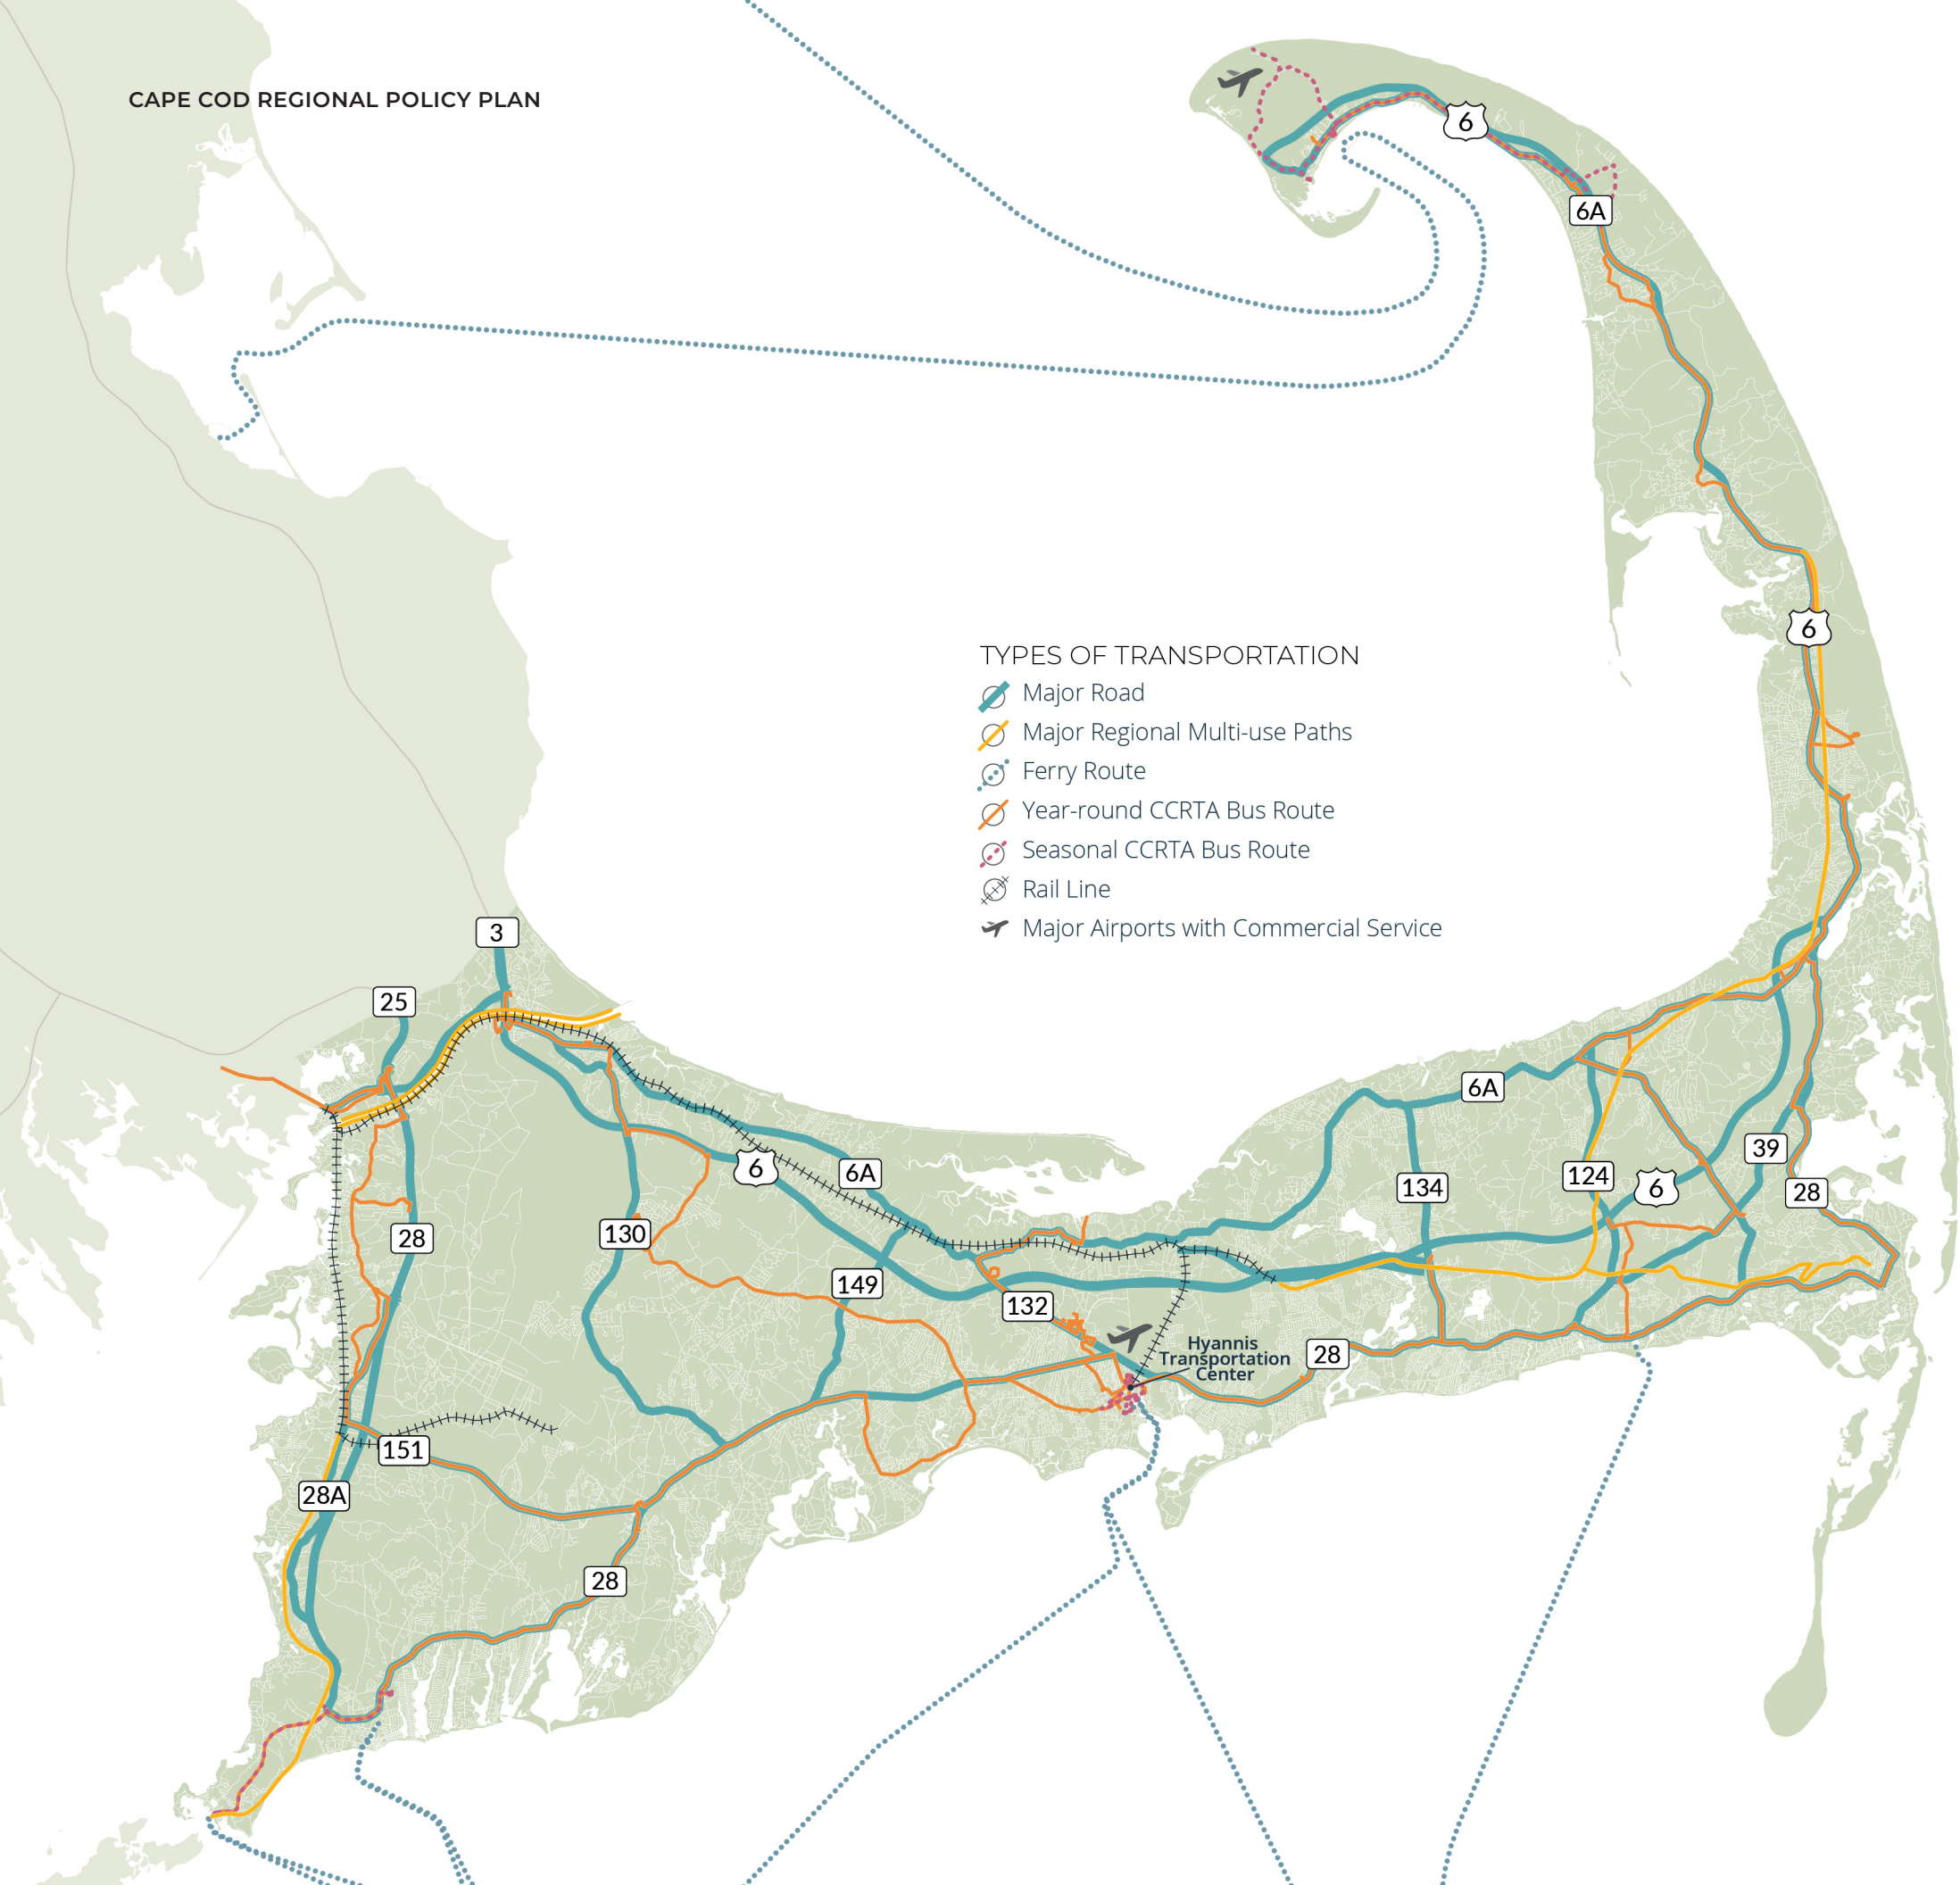 CAPE COD REGIONAL POLICY PLAN
6
6A
6
TYPES OF TRANSPORTATION
Major Road
Major Regional Multi-use Paths
Ferry Route
Year-round CCRTA Bus Route
Seasonal CCRTA Bus Route
Rail Line
Major Airports with Commercial Service
3
25
6A
39
6
6A
134
124
6
28
28
130
149
132
Hyannis
Transportation
Center
28
151
28A
28